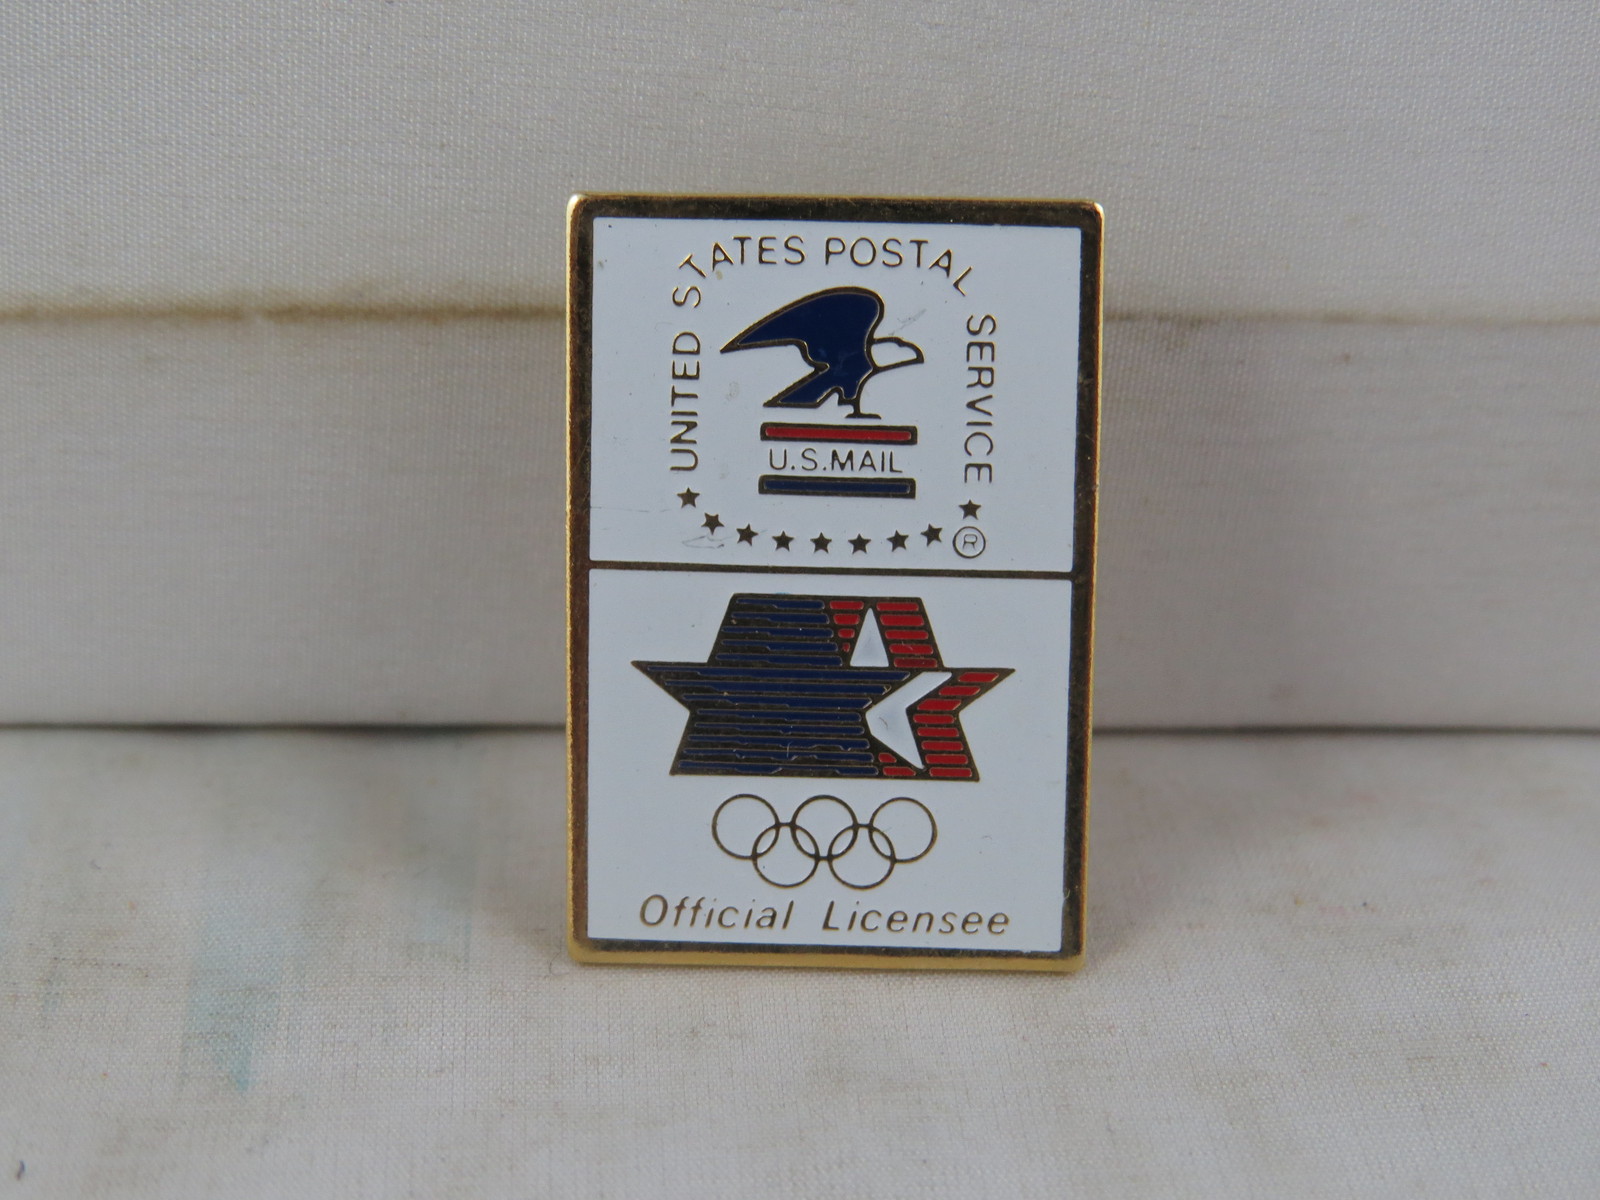 UNITED STATES POSTAL SERVICE
U.S.MAIL
®
Official Licensee